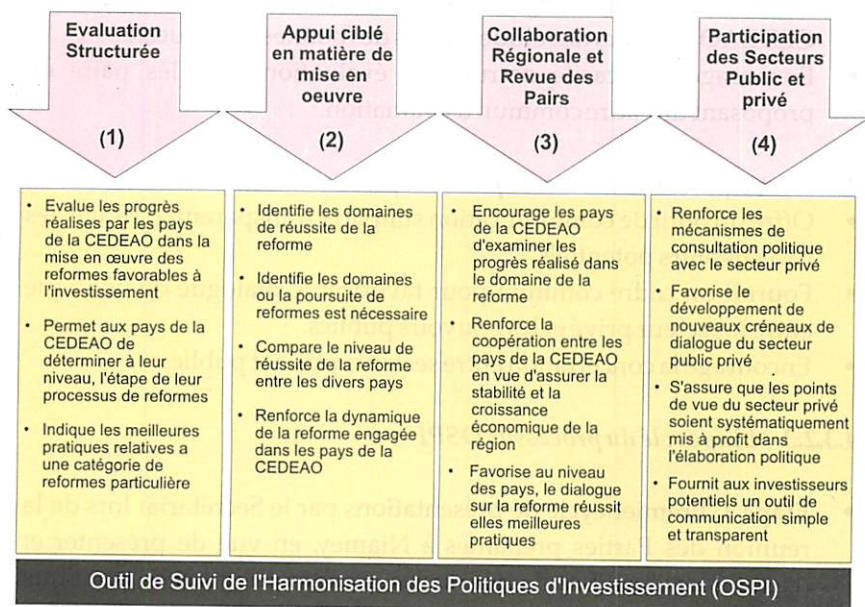 Evaluation
Structurée
(1)
Appui ciblé
en matière de
mise en
oeuvre
(2)
Collaboration
Régionale et
Revue des
Pairs
(3)
Participation
des Secteurs
Public et
privé
(4)
• Evalue les progrès
réalises par les pays
de la CEDEAO dans la
mise en œuvre des
reformes favorables à
l'investissement
• Permet aux pays de la
CEDEAO de
déterminer à leur
niveau, l'étape de leur
processus de reformes
• Indique les meilleures
pratiques relatives a
une catégorie de
reformes particulière
• Identifie les domaines
de réussite de la
reforme
• Identifie les domaines
ou la poursuite de
reformes est nécessaire
• Compare le niveau de
réussite de la reforme
entre les divers pays
• Renforce la dynamique
de la reforme engagée
dans les pays de la
CEDEAO
• Encourage les pays
de la CEDEAO
d'examiner les
progrès réalisé dans
le domaine de la
reforme
• Renforce la
coopération entre les
pays de la CEDEAO
en vue d'assurer la
stabilité et la
croissance
économique de la
région
• Favorise au niveau
des pays, le dialogue
sur la reforme réussit
elles meilleures
pratiques
• Renforce les
mécanismes de
consultation politique
avec le secteur privé
• Favorise le
développement de
nouveaux créneaux de
dialogue du secteur
public privé
• S'assure que les points
de vue du secteur privé
soient systématiquement
mis à profit dans
l'élaboration politique
• Fournit aux investisseurs
potentiels un outil de
communication simple
et transparent
Outil de Suivi de l'Harmonisation des Politiques d'Investissement (OSPI)